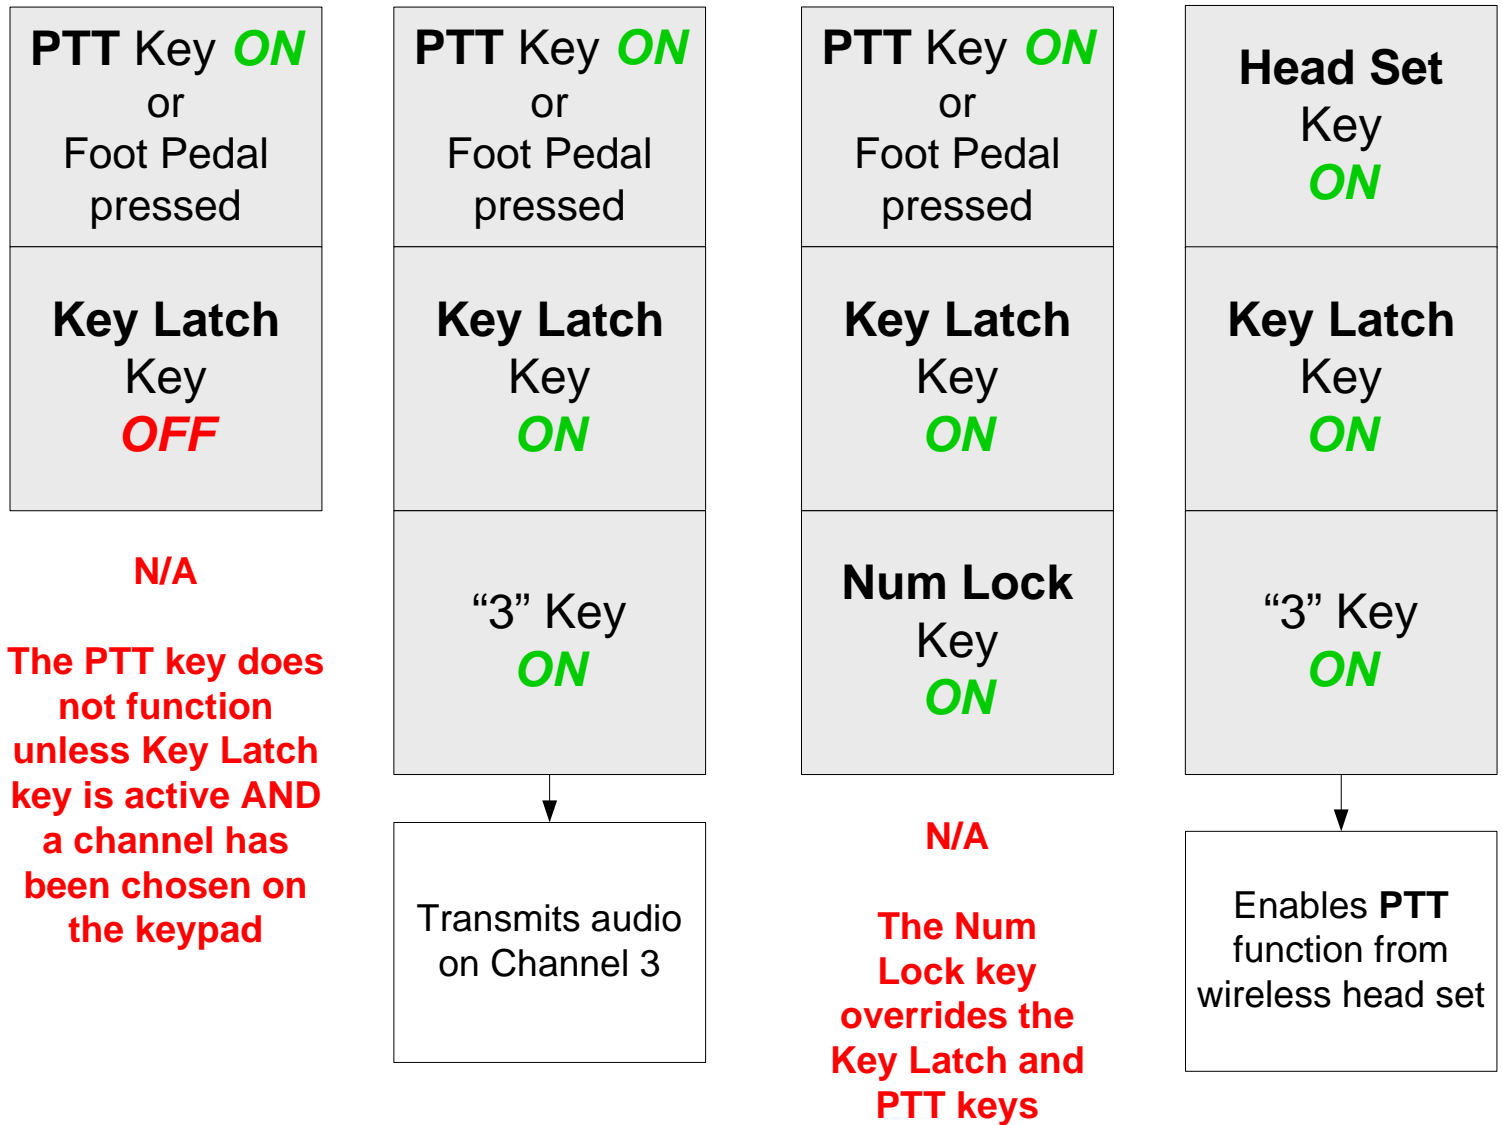 PTT Key ON
or
Foot Pedal
pressed
Key Latch
Key
OFF
N/A
The PTT key does
not function
unless Key Latch
key is active AND
a channel has
been chosen on
the keypad
PTT Key ON
or
Foot Pedal
pressed
Key Latch
Key
ON
“3” Key
ON
Transmits audio
on Channel 3
PTT Key ON
or
Foot Pedal
pressed
Key Latch
Key
ON
Num Lock
Key
ON
N/A
The Num
Lock key
overrides the
Key Latch and
PTT keys
Head Set
Key
ON
Key Latch
Key
ON
“3” Key
ON
Enables PTT
function from
wireless head set